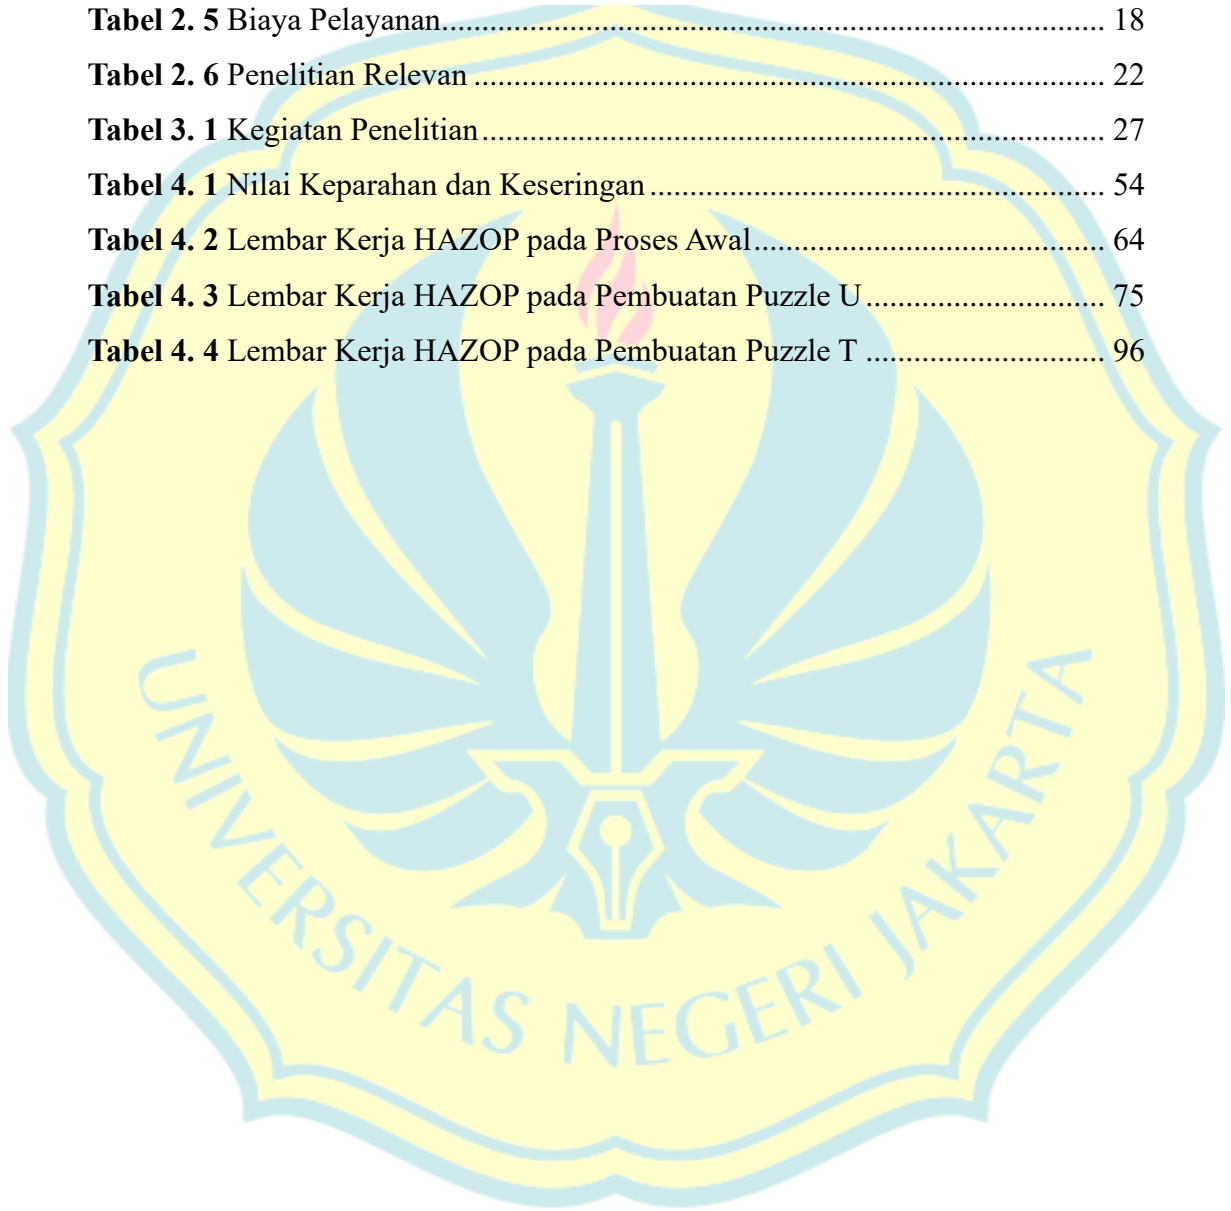 Tabel 2. 5 Biaya Pelayanan.................................................................................... 18
Tabel 2. 6 Penelitian Relevan ................................................................................ 22
Tabel 3. 1 Kegiatan Penelitian............................................................................... 27
Tabel 4. 1 Nilai Keparahan dan Keseringan .......................................................... 54
Tabel 4. 2 Lembar Kerja HAZOP pada Proses Awal............................................. 64
Tabel 4. 3 Lembar Kerja HAZOP pada Pembuatan Puzzle U............................... 75
Tabel 4. 4 Lembar Kerja HAZOP pada Pembuatan Puzzle T .............................. 96
UNIVERSITAS NEGERI JAKARTA